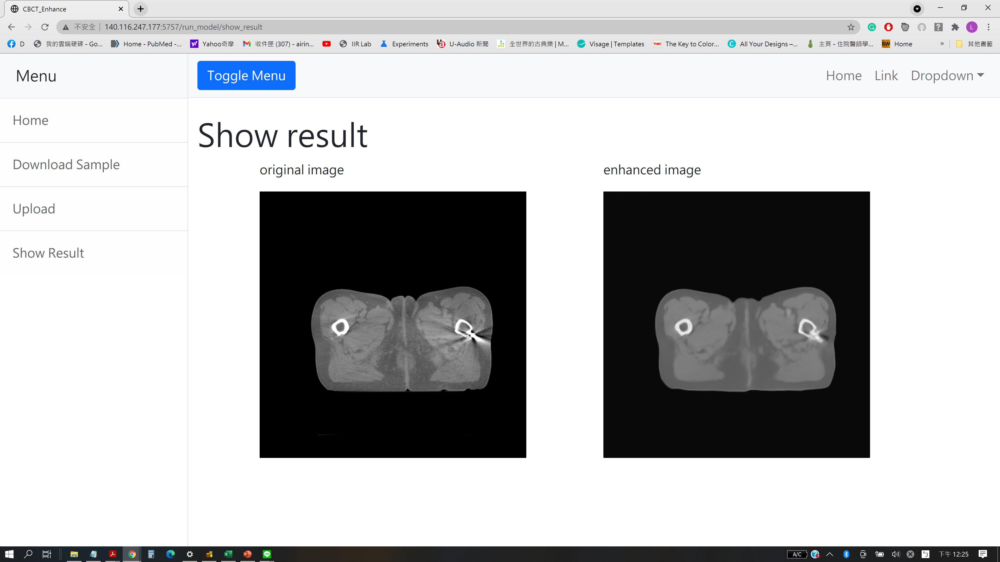 CBCT_Enhance
不安全 140.116.247.177:5757/run_model/show_result
D 我的雲端硬碟 - Go... Home - PubMed -... Yahoo奇摩 收件匣 (307) - airin... IIR Lab Experiments U-Audio 新聞 全世界的古典樂 | M... Visage | Templates The Key to Color... All Your Designs –... 主頁 - 住院醫師學... BW Home » 其他書籤
Menu
Toggle Menu
Home Link Dropdown
Home
Download Sample
Upload
Show Result
Show result
original image
enhanced image
A/C 下午 12:25